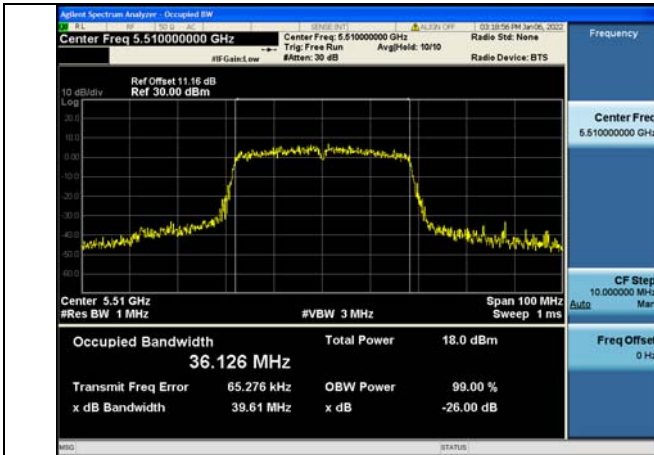 Agilent Spectrum Analyzer - Occupied BW
RL RF 50 Ω AC SENSE:INT ALIGN OFF 03:18:56 PM Jan 06, 2022
Center Freq 5.510000000 GHz
Center Freq: 5.510000000 GHz
Radio Std: None
Trig: Free Run Avg|Hold: 10/10
#IFGain:Low #Atten: 30 dB Radio Device: BTS
Frequency
Ref Offset 11.16 dB
10 dB/div Ref 30.00 dBm
Log
20.0
10.0
0.00
-10.0
-20.0
-30.0
-40.0
-50.0
-60.0
Center Freq
5.510000000 GHz
Center 5.51 GHz Span 100 MHz
#Res BW 1 MHz #VBW 3 MHz Sweep 1 ms
CF Step
10.000000 MHz
Auto Man
Occupied Bandwidth Total Power 18.0 dBm
36.126 MHz
Transmit Freq Error 65.276 kHz OBW Power 99.00 %
x dB Bandwidth 39.61 MHz x dB -26.00 dB
Freq Offset
0 Hz
MSG STATUS